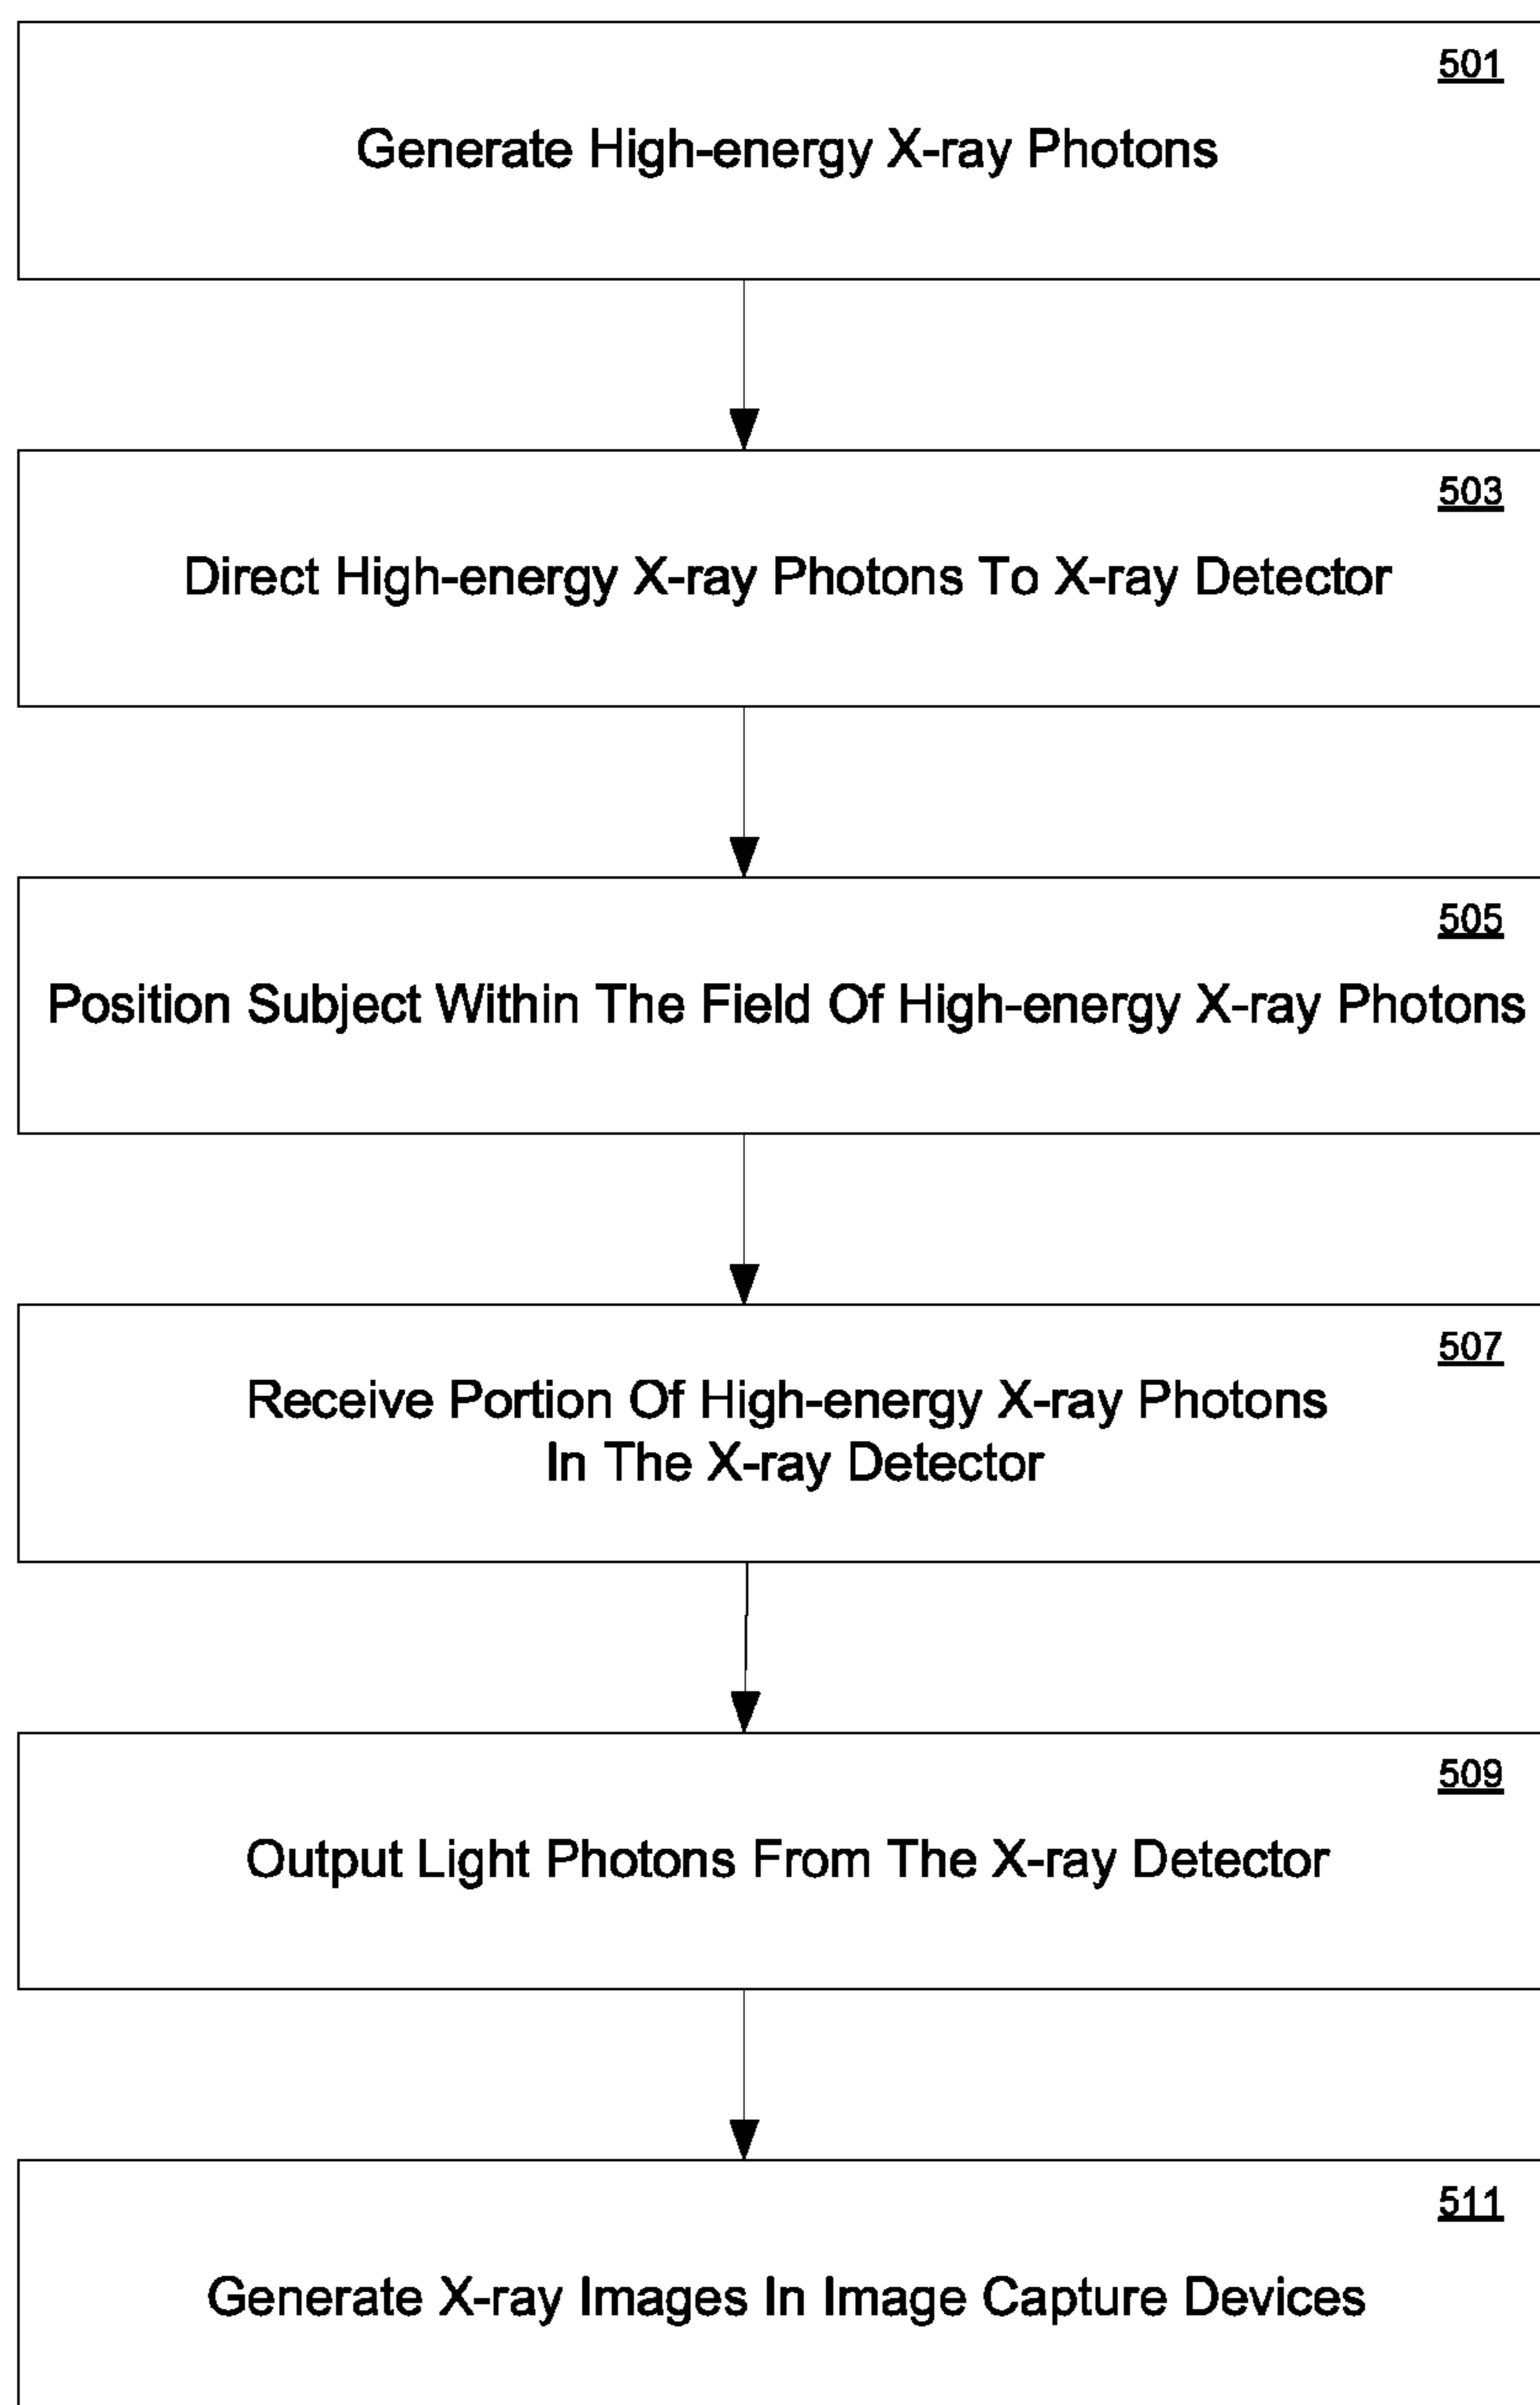 501
Generate High-energy X-ray Photons
503
Direct High-energy X-ray Photons To X-ray Detector
505
Position Subject Within The Field Of High-energy X-ray Photons
507
Receive Portion Of High-energy X-ray Photons
In The X-ray Detector
509
Output Light Photons From The X-ray Detector
511
Generate X-ray Images In Image Capture Devices